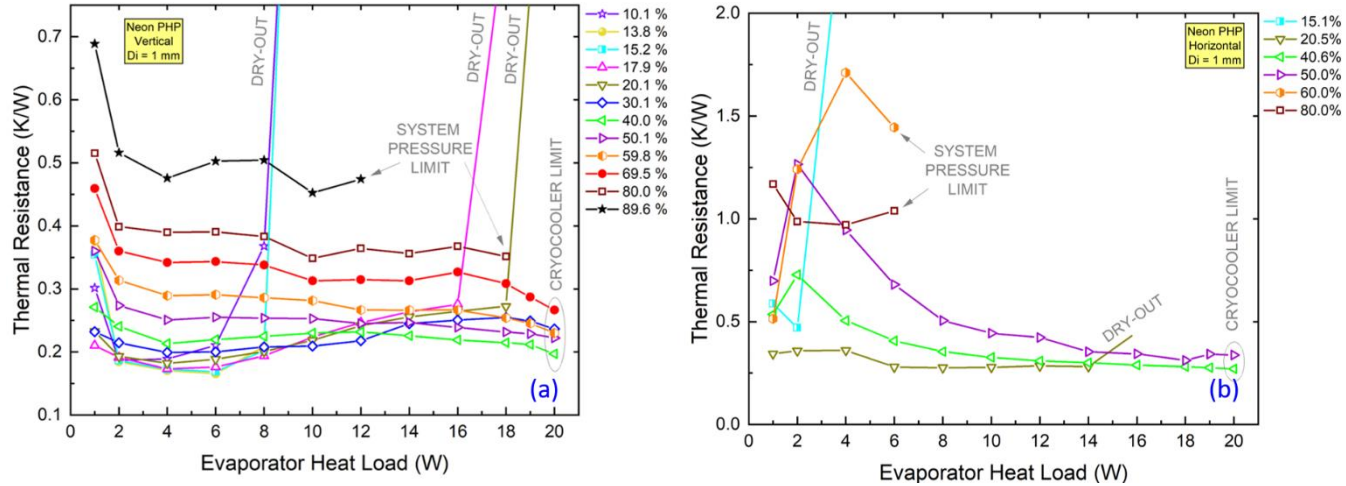 Neon PHP
Vertical
Di = 1 mm
DRY-OUT
DRY-OUT
DRY-OUT
SYSTEM
PRESSURE
LIMIT
CRYOCOOLER LIMIT
(a)
0.7
0.6
0.5
0.4
0.3
0.2
0.1
Thermal Resistance (K/W)
0 2 4 6 8 10 12 14 16 18 20
Evaporator Heat Load (W)
10.1 %
13.8 %
15.2 %
17.9 %
20.1 %
30.1 %
40.0 %
50.1 %
59.8 %
69.5 %
80.0 %
89.6 %
Neon PHP
Horizontal
Di = 1 mm
DRY-OUT
SYSTEM
PRESSURE
LIMIT
DRY-OUT
CRYOCOOLER LIMIT
(b)
2.0
1.5
1.0
0.5
0.0
Thermal Resistance (K/W)
0 2 4 6 8 10 12 14 16 18 20
Evaporator Heat Load (W)
15.1%
20.5%
40.6%
50.0%
60.0%
80.0%